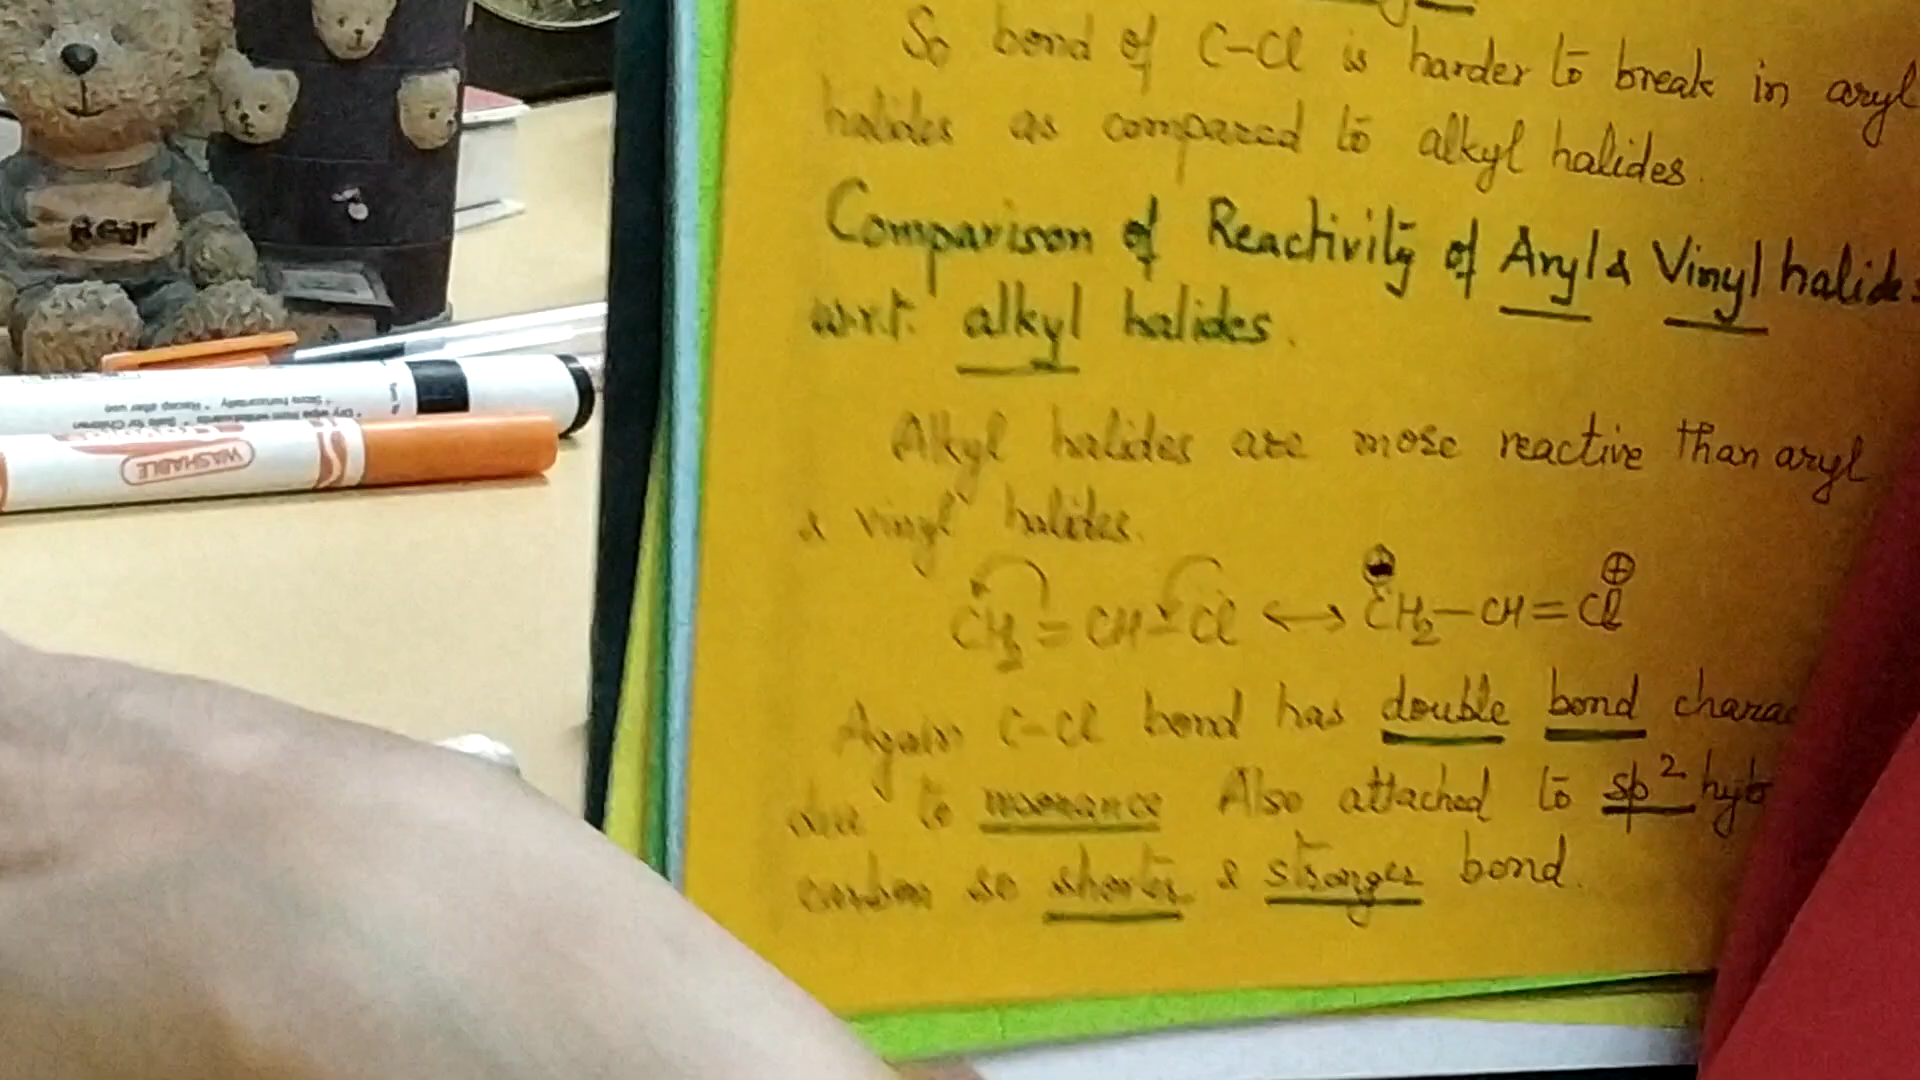 Bear
WASHABLE
So bond of C-Cl is harder to break in aryl
halides as compared to alkyl halides.
Comparison of Reactivity of Aryl & Vinyl halides
w.r.t. alkyl halides.
Alkyl halides are more reactive than aryl
& vinyl halides.
CH₂=CH-Cl ↔ CH₂-CH=Cl
⊖ ⊕
Again C-Cl bond has double bond charac
due to resonance Also attached to sp² hyb
carbon so shorter & stronger bond.